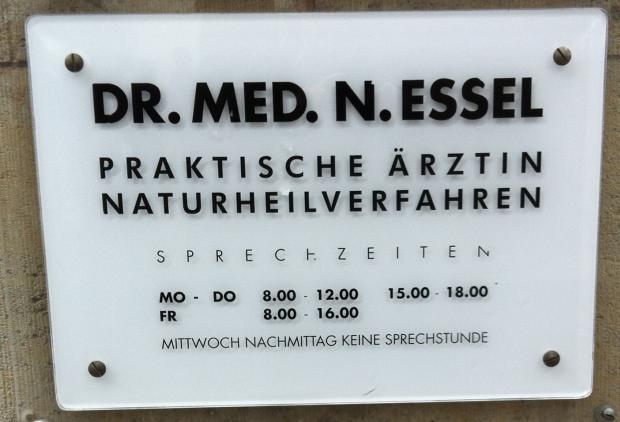 DR. MED. N. ESSEL
PRAKTISCHE ÄRZTIN
NATURHEILVERFAHREN
SPRECHZEITEN
MO - DO 8.00 - 12.00 15.00 - 18.00
FR 8.00 - 16.00
MITTWOCH NACHMITTAG KEINE SPRECHSTUNDE